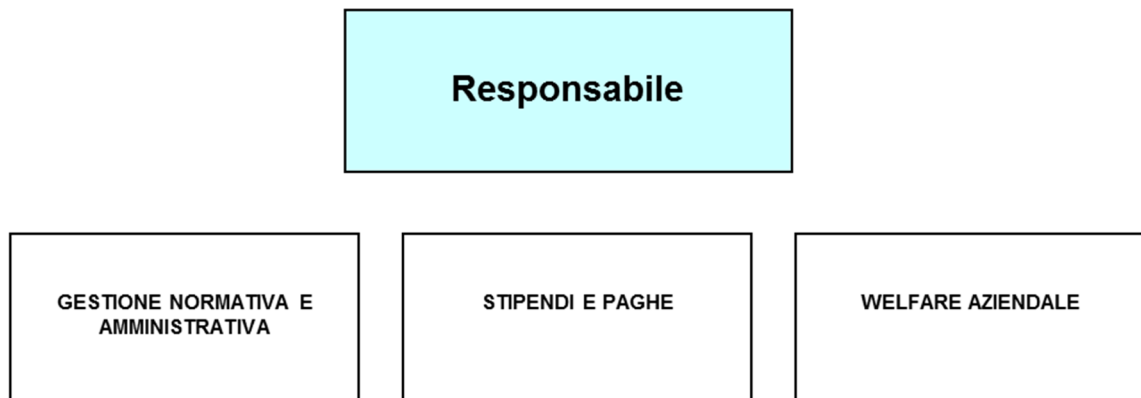 Responsabile
GESTIONE NORMATIVA E
AMMINISTRATIVA
STIPENDI E PAGHE
WELFARE AZIENDALE